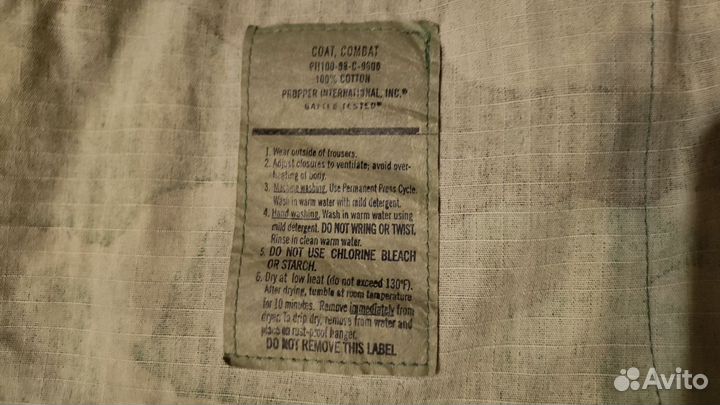 COAT, COMBAT
100% COTTON
PROPPER INTERNATIONAL, INC.®
TESTED®
1. Wear outside of trousers.
2. Adjust closures to ventilate; avoid over-
heating of body.
3. Machine washing. Use Permanent Press Cycle.
Wash in warm water with mild detergent.
4. Hand washing. Wash in warm water using
mild detergent. DO NOT WRING OR TWIST.
Rinse in clean warm water.
5. DO NOT USE CHLORINE BLEACH
OR STARCH.
6. Dry at low heat (do not exceed 130°F).
After drying, tumble at room temperature
for 10 minutes. Remove immediately from
dryer. To drip dry, remove from water and
place on rust-proof hanger.
DO NOT REMOVE THIS LABEL
Avito